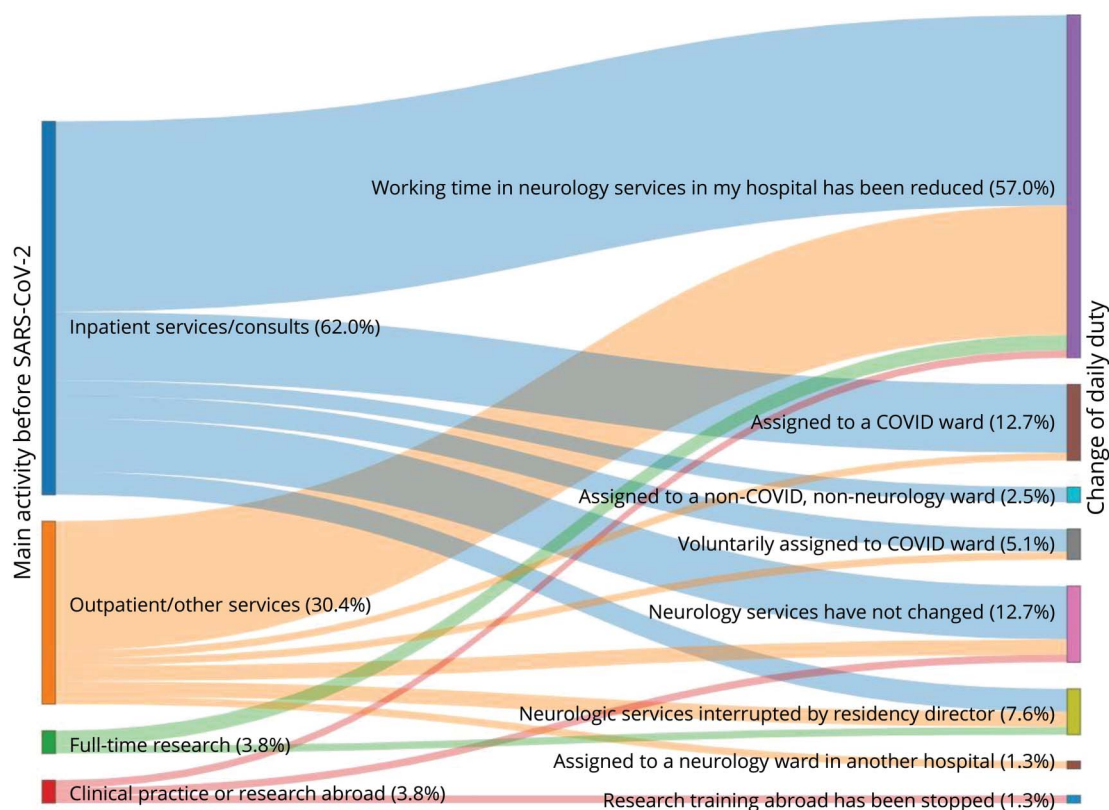 Main activity before SARS-CoV-2
Inpatient services/consults (62.0%)
Outpatient/other services (30.4%)
Full-time research (3.8%)
Clinical practice or research abroad (3.8%)
Working time in neurology services in my hospital has been reduced (57.0%)
Assigned to a COVID ward (12.7%)
Assigned to a non-COVID, non-neurology ward (2.5%)
Voluntarily assigned to COVID ward (5.1%)
Neurology services have not changed (12.7%)
Neurologic services interrupted by residency director (7.6%)
Assigned to a neurology ward in another hospital (1.3%)
Research training abroad has been stopped (1.3%)
Change of daily duty